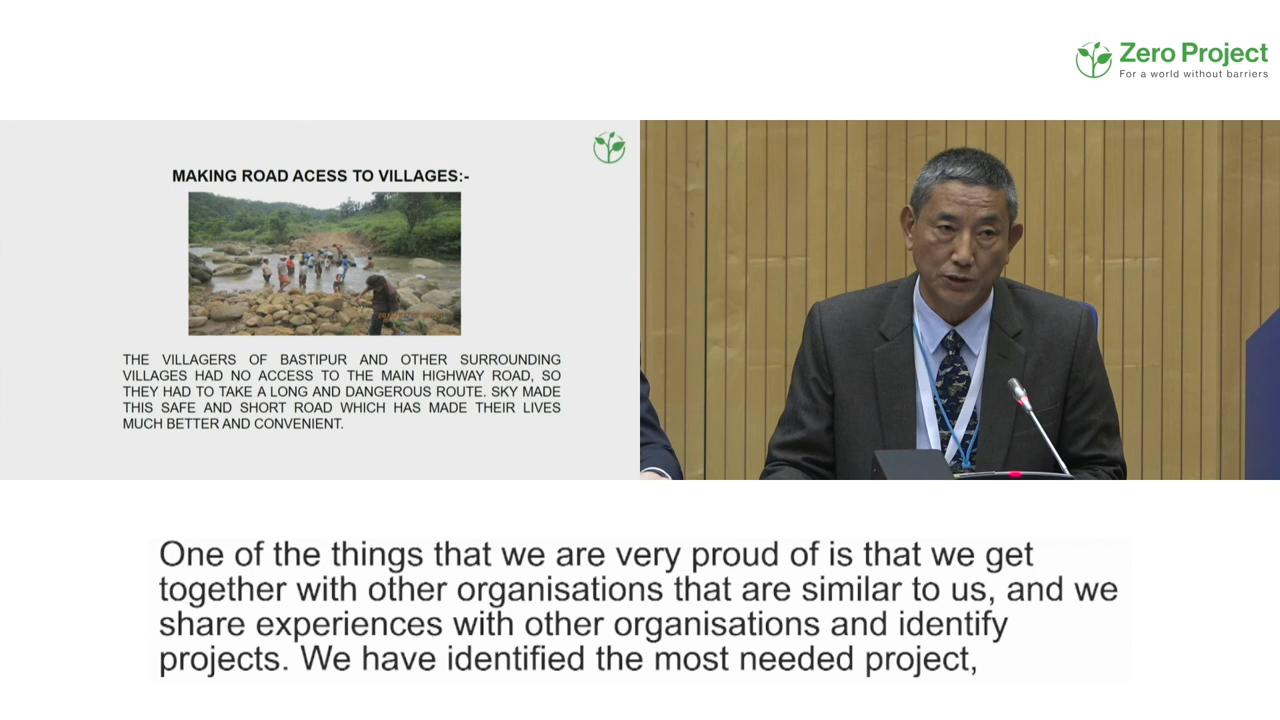 Zero Project
For a world without barriers
MAKING ROAD ACESS TO VILLAGES:-
THE VILLAGERS OF BASTIPUR AND OTHER SURROUNDING
VILLAGES HAD NO ACCESS TO THE MAIN HIGHWAY ROAD, SO
THEY HAD TO TAKE A LONG AND DANGEROUS ROUTE. SKY MADE
THIS SAFE AND SHORT ROAD WHICH HAS MADE THEIR LIVES
MUCH BETTER AND CONVENIENT.
One of the things that we are very proud of is that we get
together with other organisations that are similar to us, and we
share experiences with other organisations and identify
projects. We have identified the most needed project,